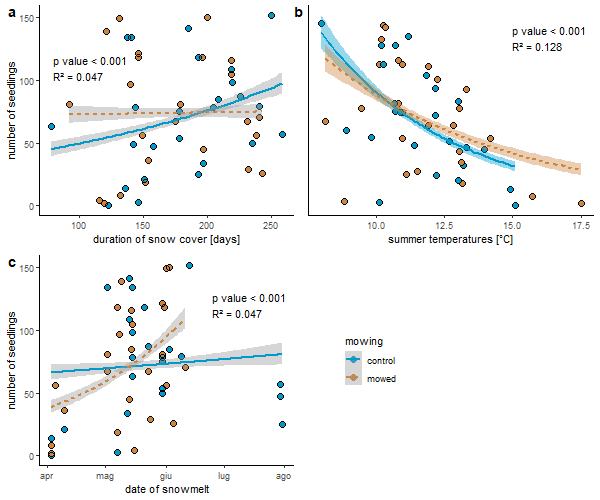 a
150
100
50
0
number of seedlings
p value < 0.001
R² = 0.047
100
150
200
250
duration of snow cover [days]
b
p value < 0.001
R² = 0.128
10.0
12.5
15.0
17.5
summer temperatures [°C]
c
150
100
50
0
number of seedlings
p value < 0.001
R² = 0.047
apr
mag
giu
lug
ago
date of snowmelt
mowing
control
mowed